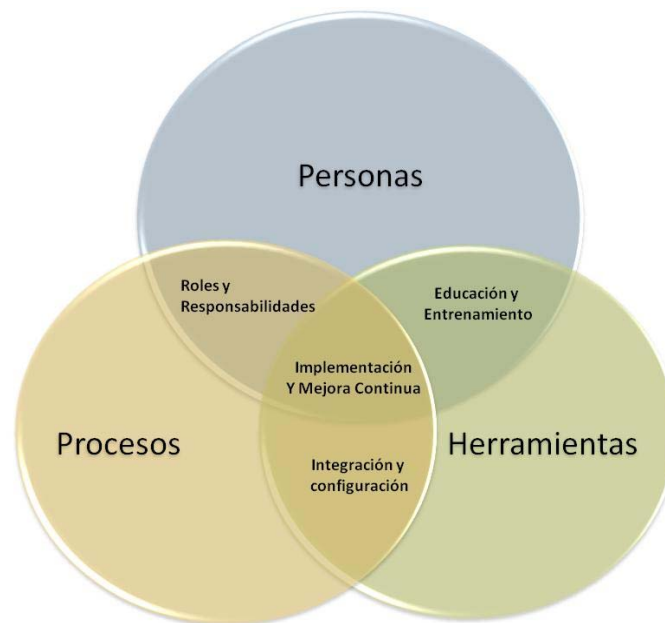 Personas
Roles y
Responsabilidades
Educación y
Entrenamiento
Implementación
Y Mejora Continua
Procesos
Herramientas
Integración y
configuración